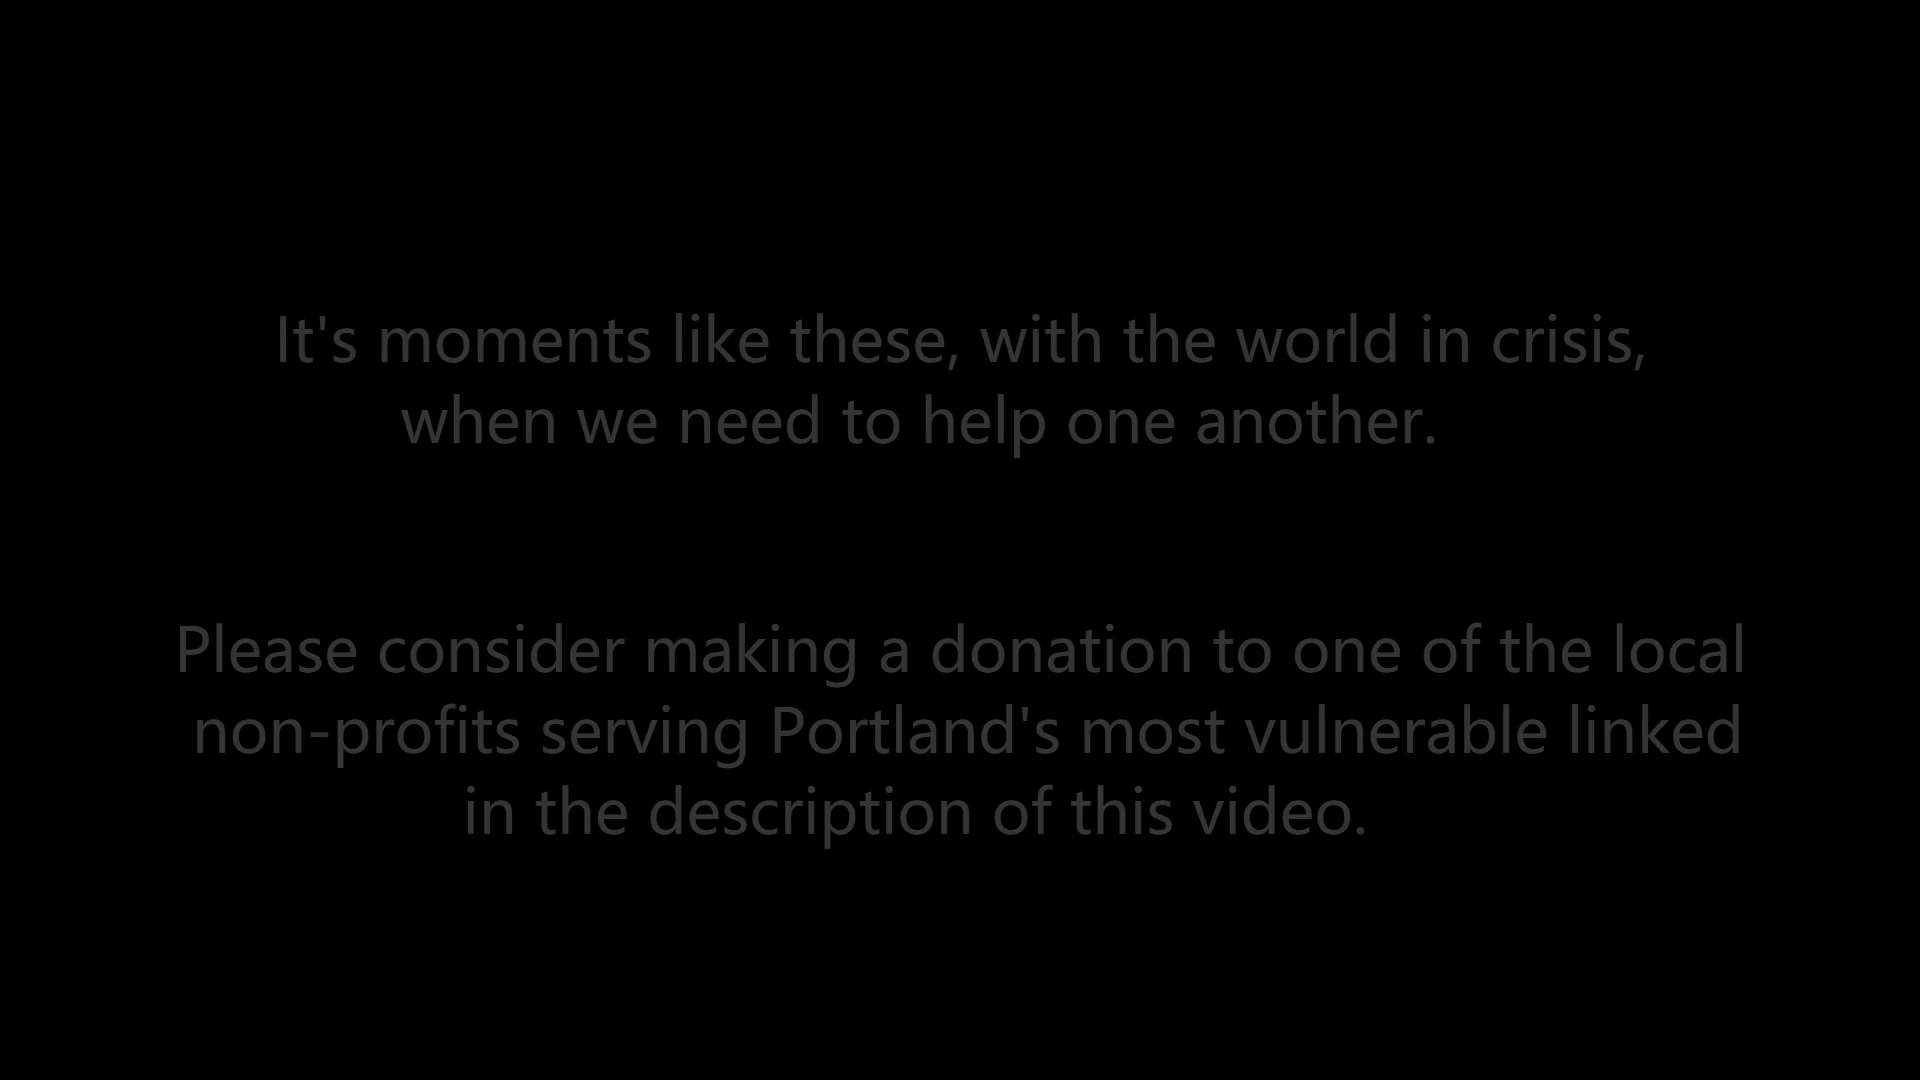 It's moments like these, with the world in crisis,
when we need to help one another.
Please consider making a donation to one of the local
non-profits serving Portland's most vulnerable linked
in the description of this video.